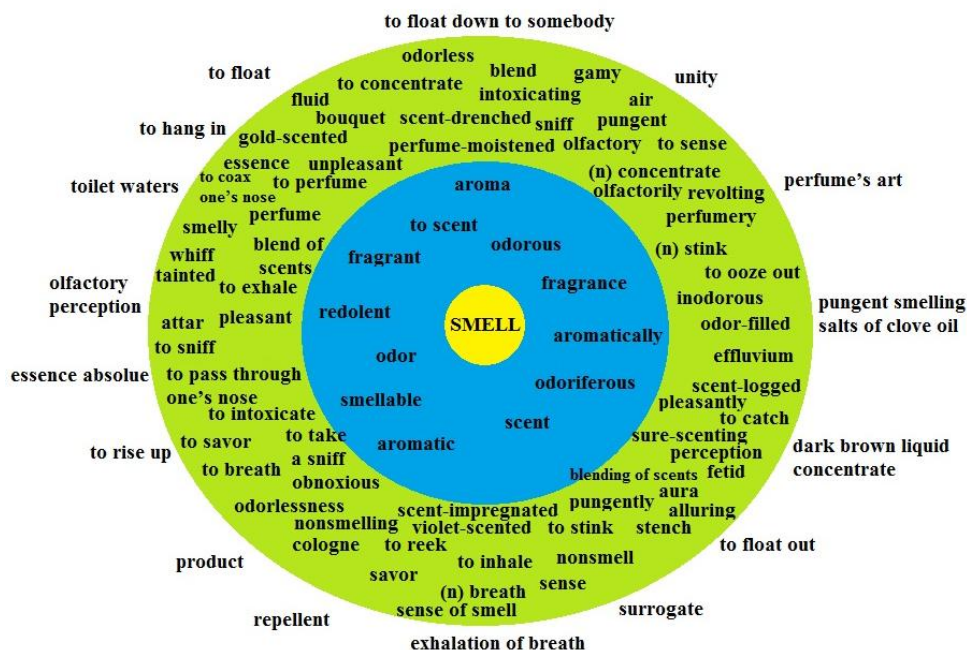 to float down to somebody
odorless
to float
blend
gamy
unity
to concentrate
intoxicating
fluid
air
bouquet
scent-drenched
sniff
pungent
to hang in
gold-scented
perfume-moistened
olfactory
to sense
essence
unpleasant
(n) concentrate
to coax
one's nose
to perfume
aroma
olfactorily
revolting
perfume's art
toilet waters
perfume
perfumery
smelly
to scent
blend of
scents
odorous
(n) stink
whiff
fragrant
tainted
to ooze out
olfactory
perception
to exhale
fragrance
inodorous
pungent smelling
salts of clove oil
attar
pleasant
redolent
SMELL
aromatically
odor-filled
to sniff
odor
effluvium
essence absolue
to pass through
one's nose
odoriferous
scent-logged
smellable
pleasantly
to intoxicate
scent
to catch
to rise up
to savor
to take
a sniff
aromatic
sure-scenting
perception
dark brown liquid
concentrate
to breath
blending of scents
fetid
obnoxious
aura
odorlessness
scent-impregnated
pungently
alluring
nonsmelling
violet-scented
to stink
stench
cologne
to reek
to float out
product
to inhale
nonsmell
savor
sense
(n) breath
repellent
sense of smell
surrogate
exhalation of breath